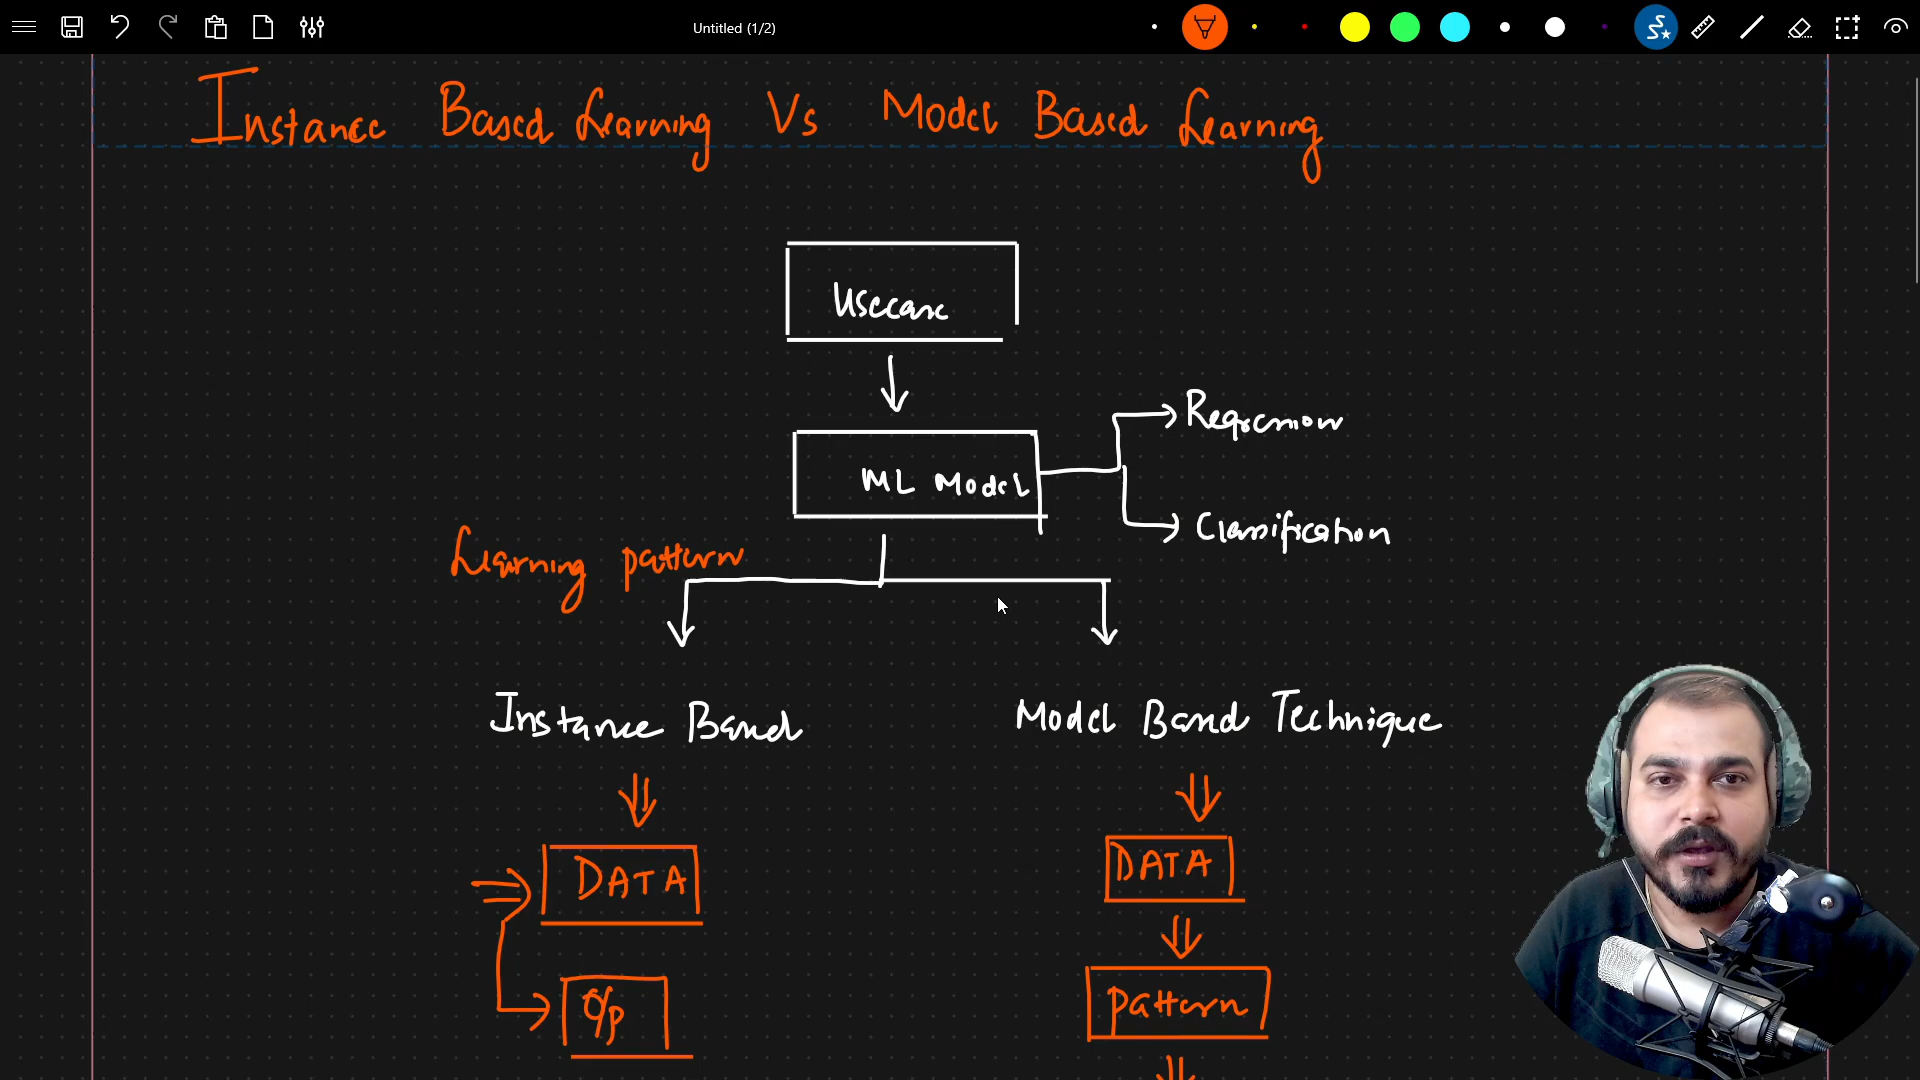 Untitled (1/2)
Instance Based Learning Vs Model Based Learning
Usecase
Regression
ML Model
Classification
Learning pattern
Instance Based
Model Based Technique
DATA
DATA
O/p
pattern